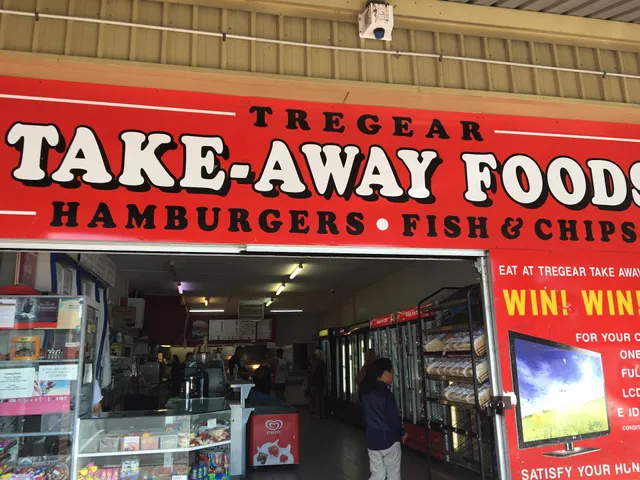 TREGEAR
TAKE-AWAY FOODS
HAMBURGERS • FISH & CHIPS
EAT AT TREGEAR TAKE AWAY
WIN! WIN!
FOR YOUR C
ONE
FUL
LCD
E ID
CONDIT
SATISFY YOUR HUN